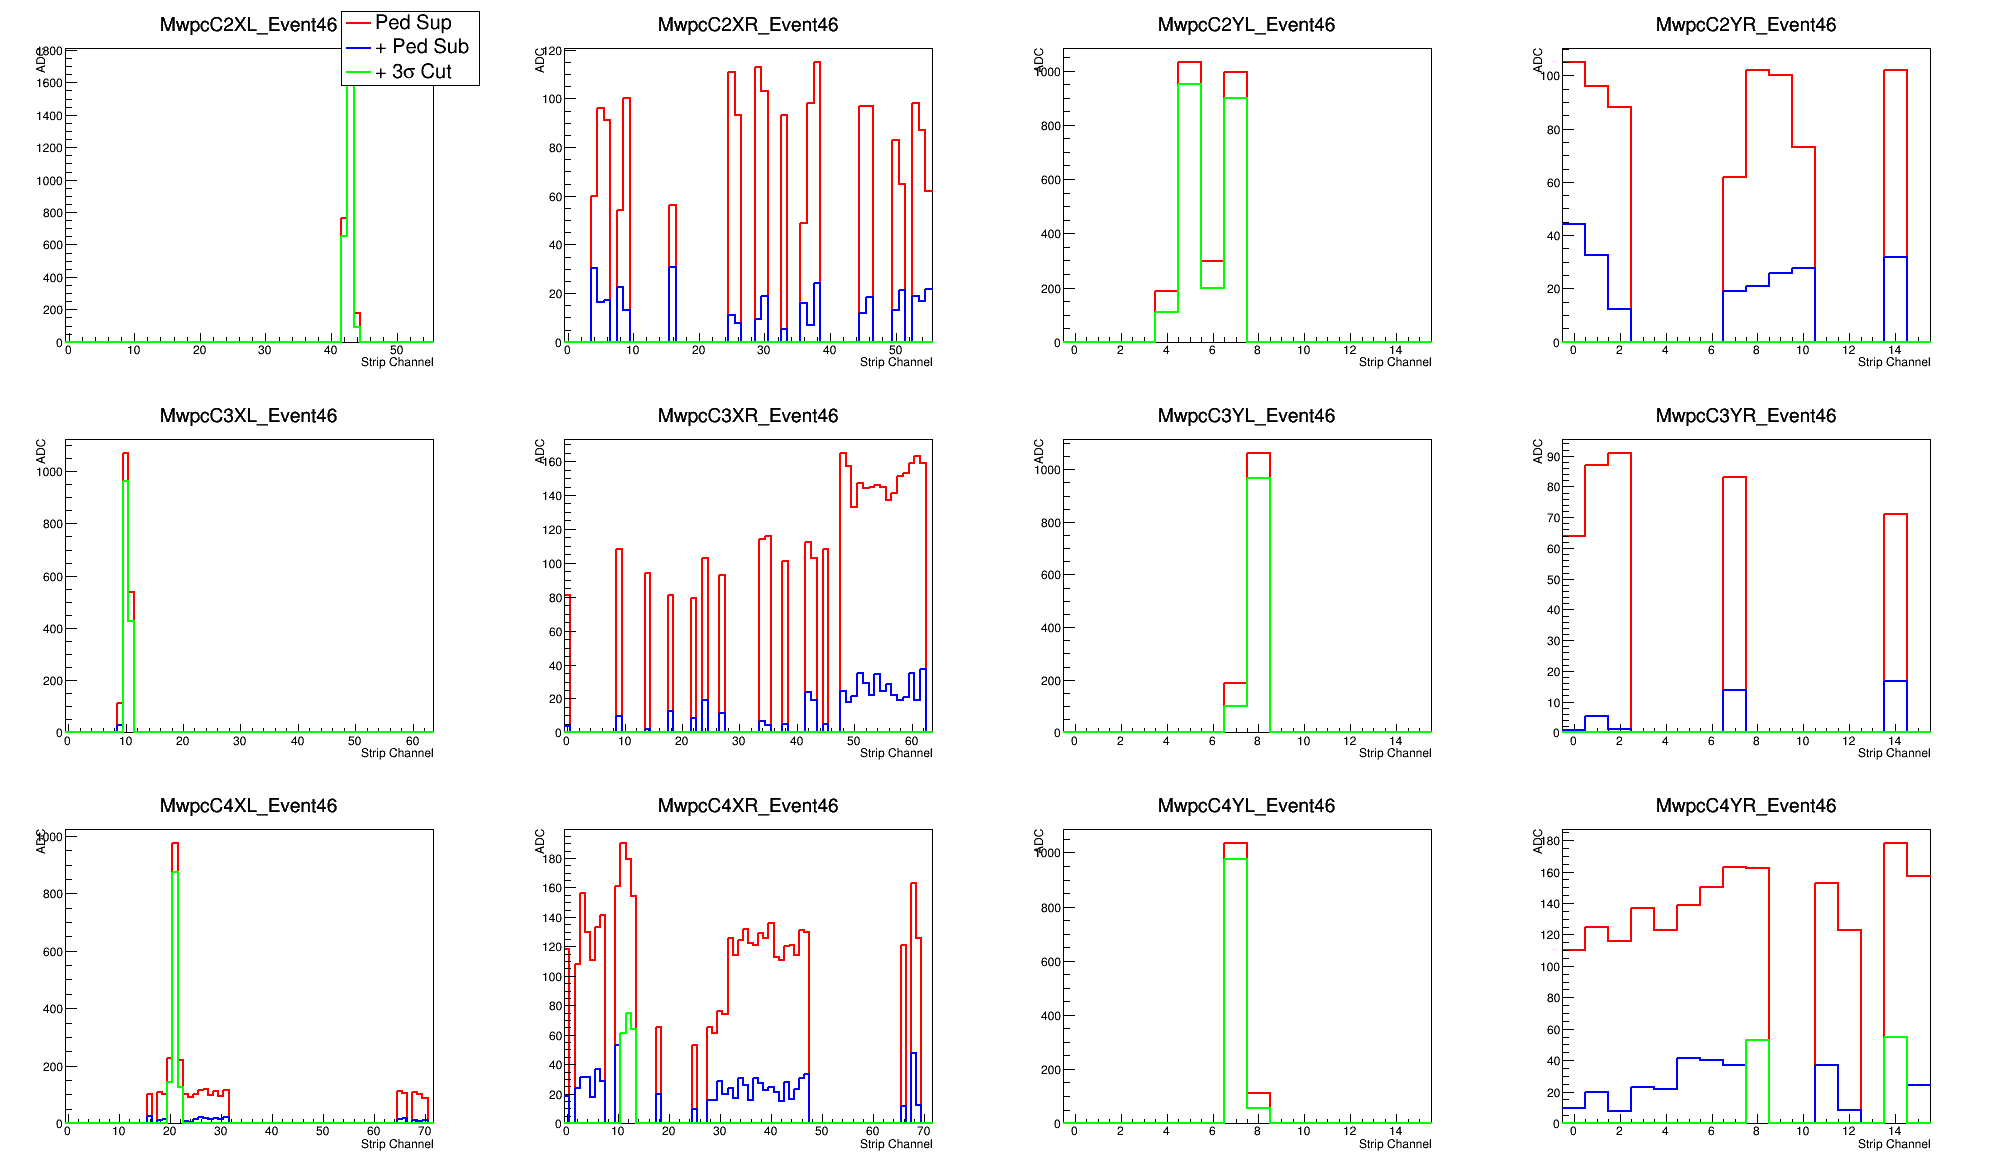 MwpcC2XL_Event46
Ped Sup
+ Ped Sub
+ 3σ Cut
ADC
1800
1600
1400
1200
1000
800
600
400
200
0
0 10 20 30 40 50
Strip Channel
MwpcC2XR_Event46
ADC
120
100
80
60
40
20
0
0 10 20 30 40 50
Strip Channel
MwpcC2YL_Event46
ADC
1000
800
600
400
200
0
0 2 4 6 8 10 12 14
Strip Channel
MwpcC2YR_Event46
ADC
100
80
60
40
20
0
0 2 4 6 8 10 12 14
Strip Channel
MwpcC3XL_Event46
ADC
1000
800
600
400
200
0
0 10 20 30 40 50 60
Strip Channel
MwpcC3XR_Event46
ADC
160
140
120
100
80
60
40
20
0
0 10 20 30 40 50 60
Strip Channel
MwpcC3YL_Event46
ADC
1000
800
600
400
200
0
0 2 4 6 8 10 12 14
Strip Channel
MwpcC3YR_Event46
ADC
90
80
70
60
50
40
30
20
10
0
0 2 4 6 8 10 12 14
Strip Channel
MwpcC4XL_Event46
ADC
1000
800
600
400
200
0
0 10 20 30 40 50 60 70
Strip Channel
MwpcC4XR_Event46
ADC
180
160
140
120
100
80
60
40
20
0
0 10 20 30 40 50 60 70
Strip Channel
MwpcC4YL_Event46
ADC
1000
800
600
400
200
0
0 2 4 6 8 10 12 14
Strip Channel
MwpcC4YR_Event46
ADC
180
160
140
120
100
80
60
40
20
0
0 2 4 6 8 10 12 14
Strip Channel